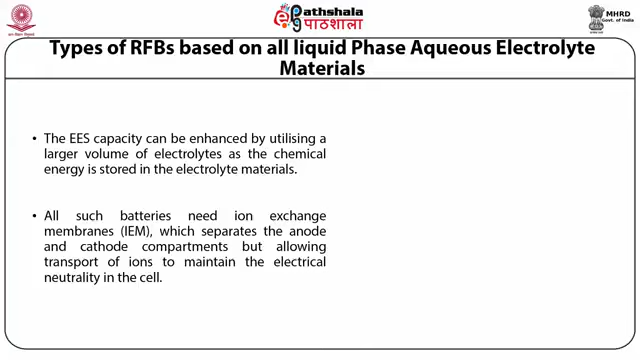 ePathshala
पाठशाला
MHRD
Govt. of India
Types of RFBs based on all liquid Phase Aqueous Electrolyte
Materials
• The EES capacity can be enhanced by utilising a
larger volume of electrolytes as the chemical
energy is stored in the electrolyte materials.
• All such batteries need ion exchange
membranes (IEM), which separates the anode
and cathode compartments but allowing
transport of ions to maintain the electrical
neutrality in the cell.